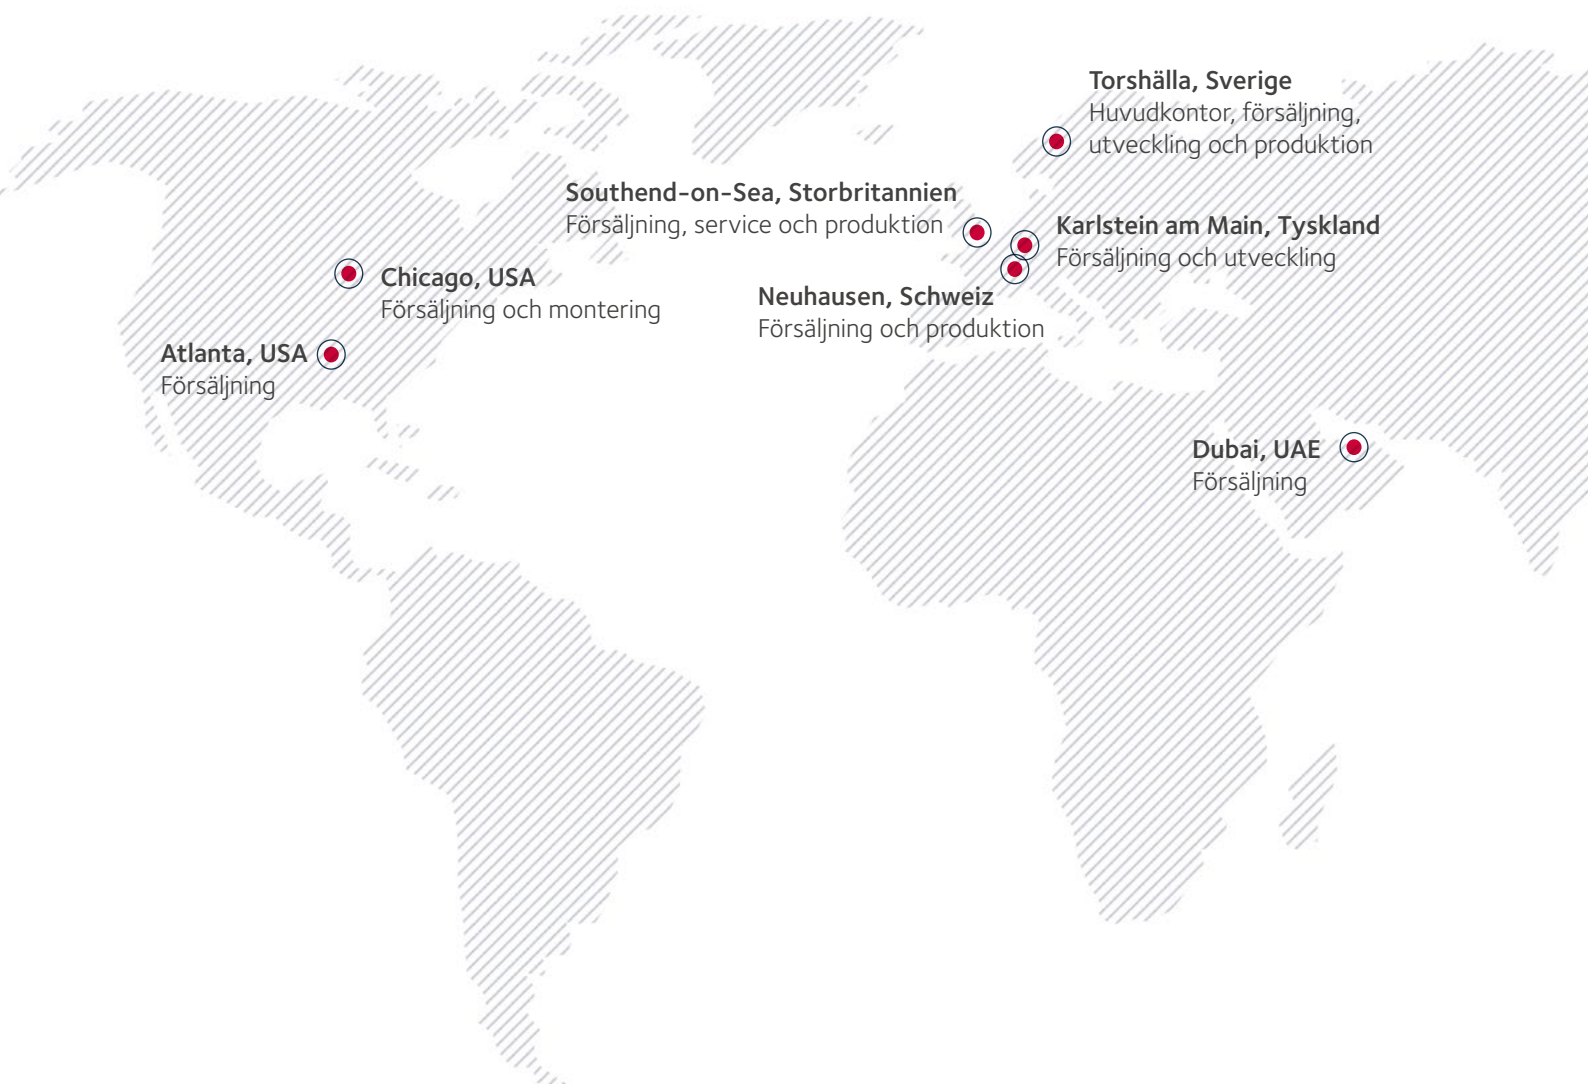 Torshälla, Sverige
Huvudkontor, försäljning,
utveckling och produktion
Southend-on-Sea, Storbritannien
Försäljning, service och produktion
Karlstein am Main, Tyskland
Försäljning och utveckling
Chicago, USA
Försäljning och montering
Neuhausen, Schweiz
Försäljning och produktion
Atlanta, USA
Försäljning
Dubai, UAE
Försäljning